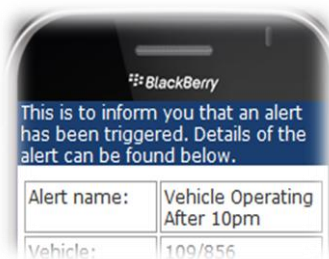 BlackBerry
This is to inform you that an alert
has been triggered. Details of the
alert can be found below.
Alert name: Vehicle Operating
After 10pm
Vehicle: 109/856